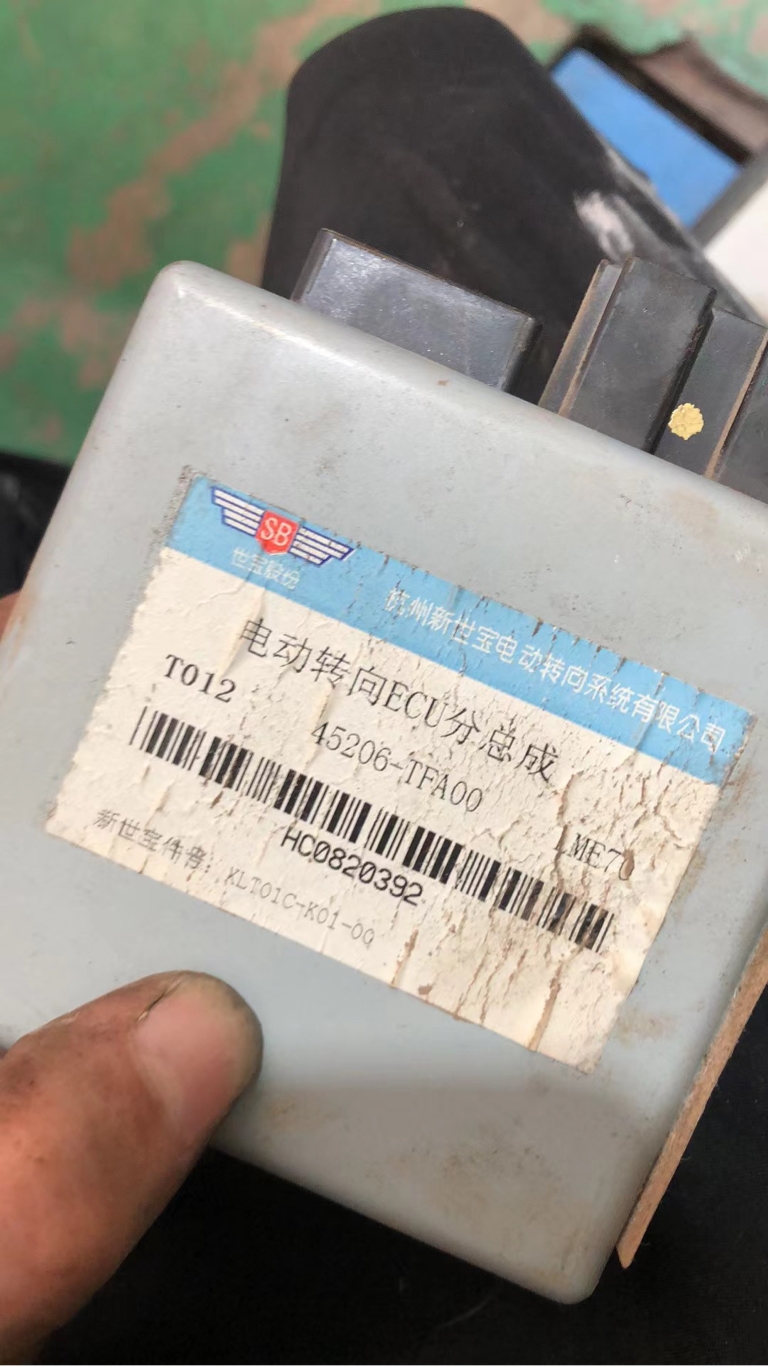 SB
世宝股份
杭州新世宝电动转向系统有限公司
电动转向ECU分总成
T012
45206-TFA00
HC0820392
新世宝件号: XLT01C-K01-00